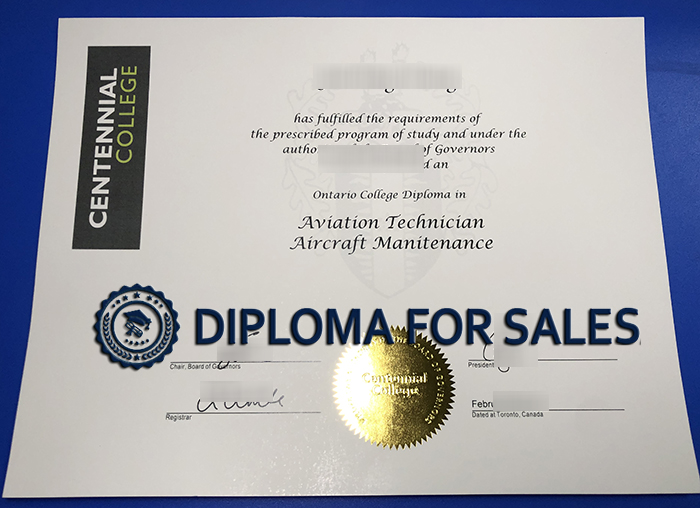 CENTENNIAL
COLLEGE
has fulfilled the requirements of
the prescribed program of study and under the
of Governors
an
Ontario College Diploma in
Aviation Technician
Aircraft Manitenance
DIPLOMA FOR SALES
Chair, Board of Governors
President
Centennial
College
Registrar
Dated at Toronto, Canada